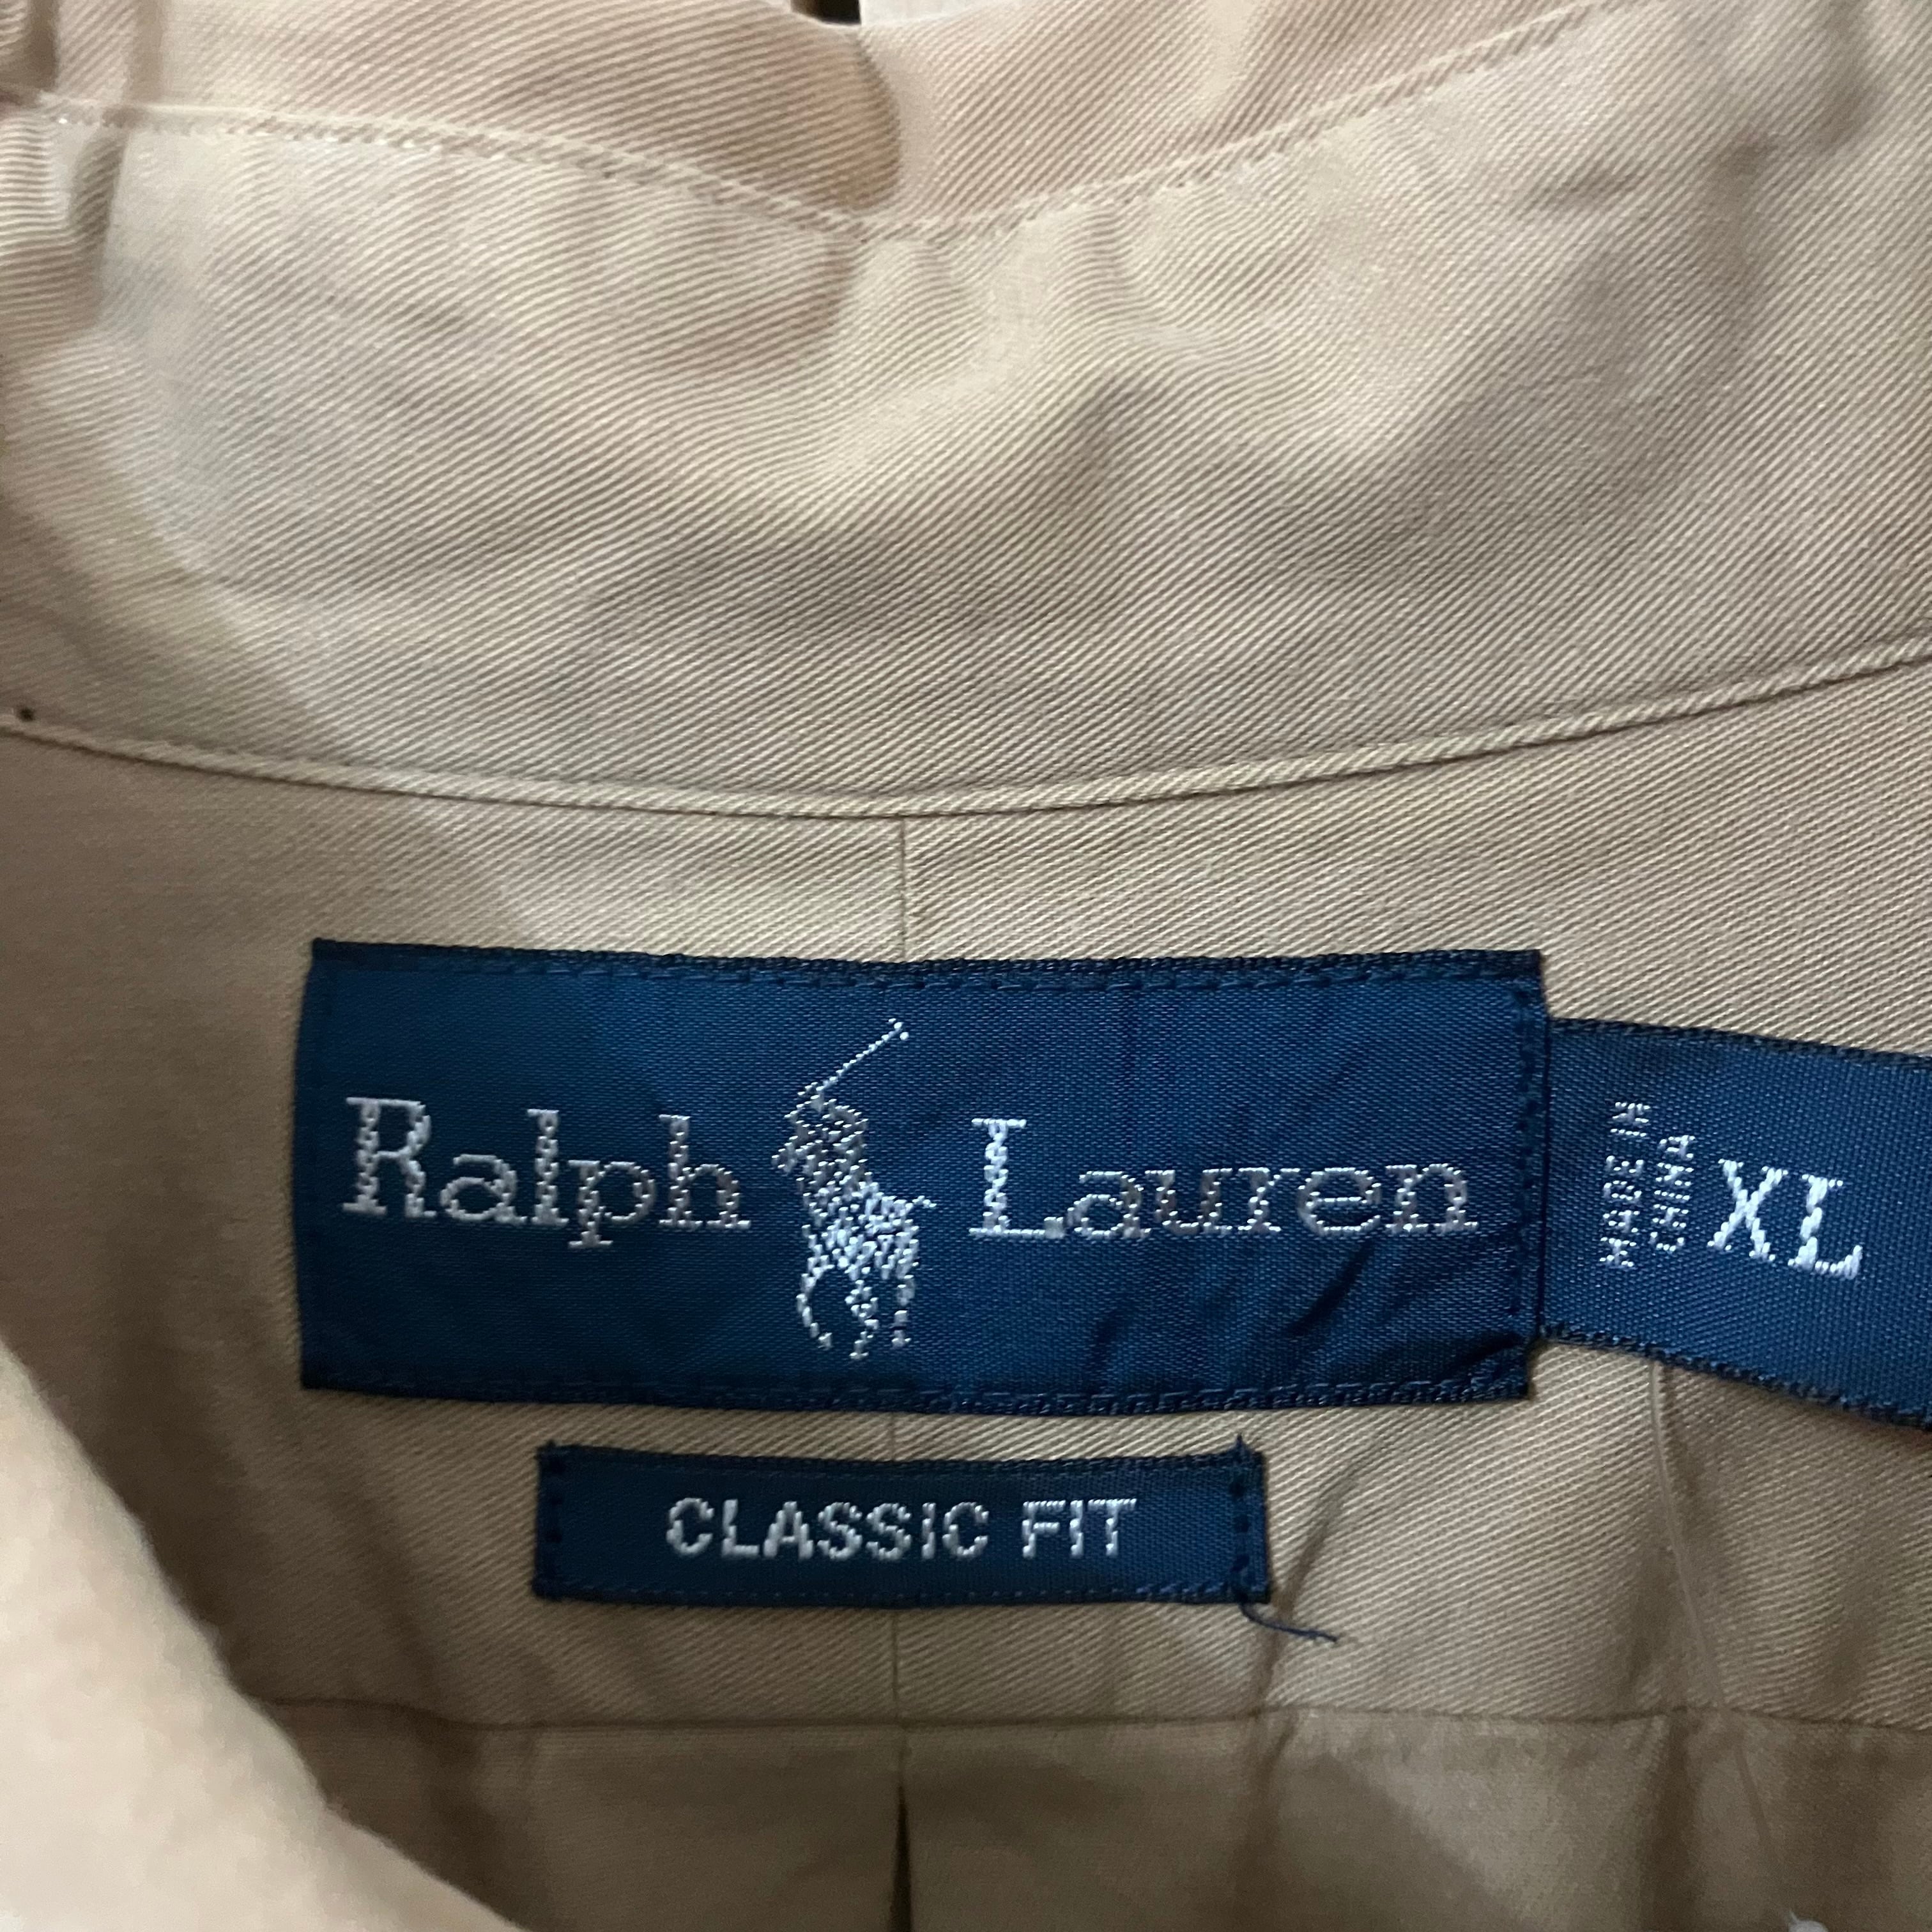 Ralph Lauren
MADE IN
CHINA
XL
CLASSIC FIT